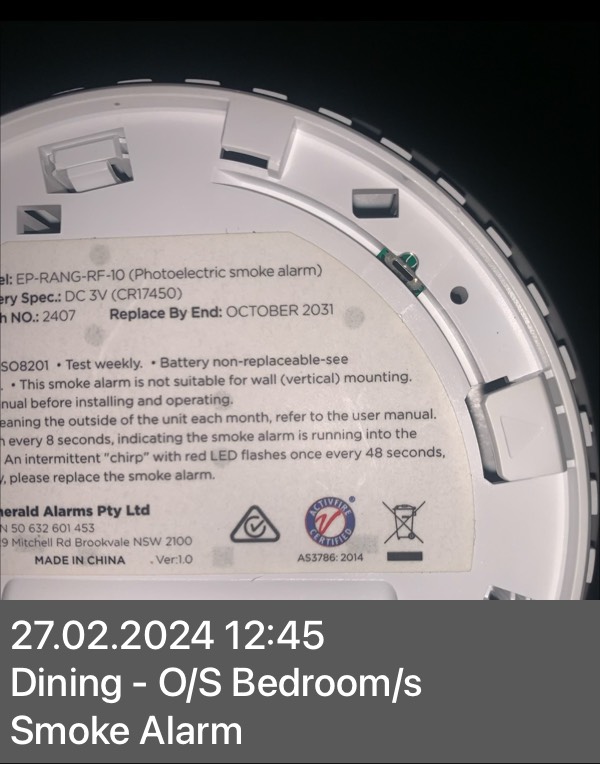 el: EP-RANG-RF-10 (Photoelectric smoke alarm)
ery Spec.: DC 3V (CR17450)
h NO.: 2407 Replace By End: OCTOBER 2031
SO8201 • Test weekly. • Battery non-replaceable-see
. • This smoke alarm is not suitable for wall (vertical) mounting.
nual before installing and operating.
eaning the outside of the unit each month, refer to the user manual.
n every 8 seconds, indicating the smoke alarm is running into the
An intermittent "chirp" with red LED flashes once every 48 seconds,
, please replace the smoke alarm.
nerald Alarms Pty Ltd
N 50 632 601 453
9 Mitchell Rd Brookvale NSW 2100
MADE IN CHINA . Ver:1.0
ACTIVFIRE
CERTIFIED
AS3786: 2014
27.02.2024 12:45
Dining - O/S Bedroom/s
Smoke Alarm